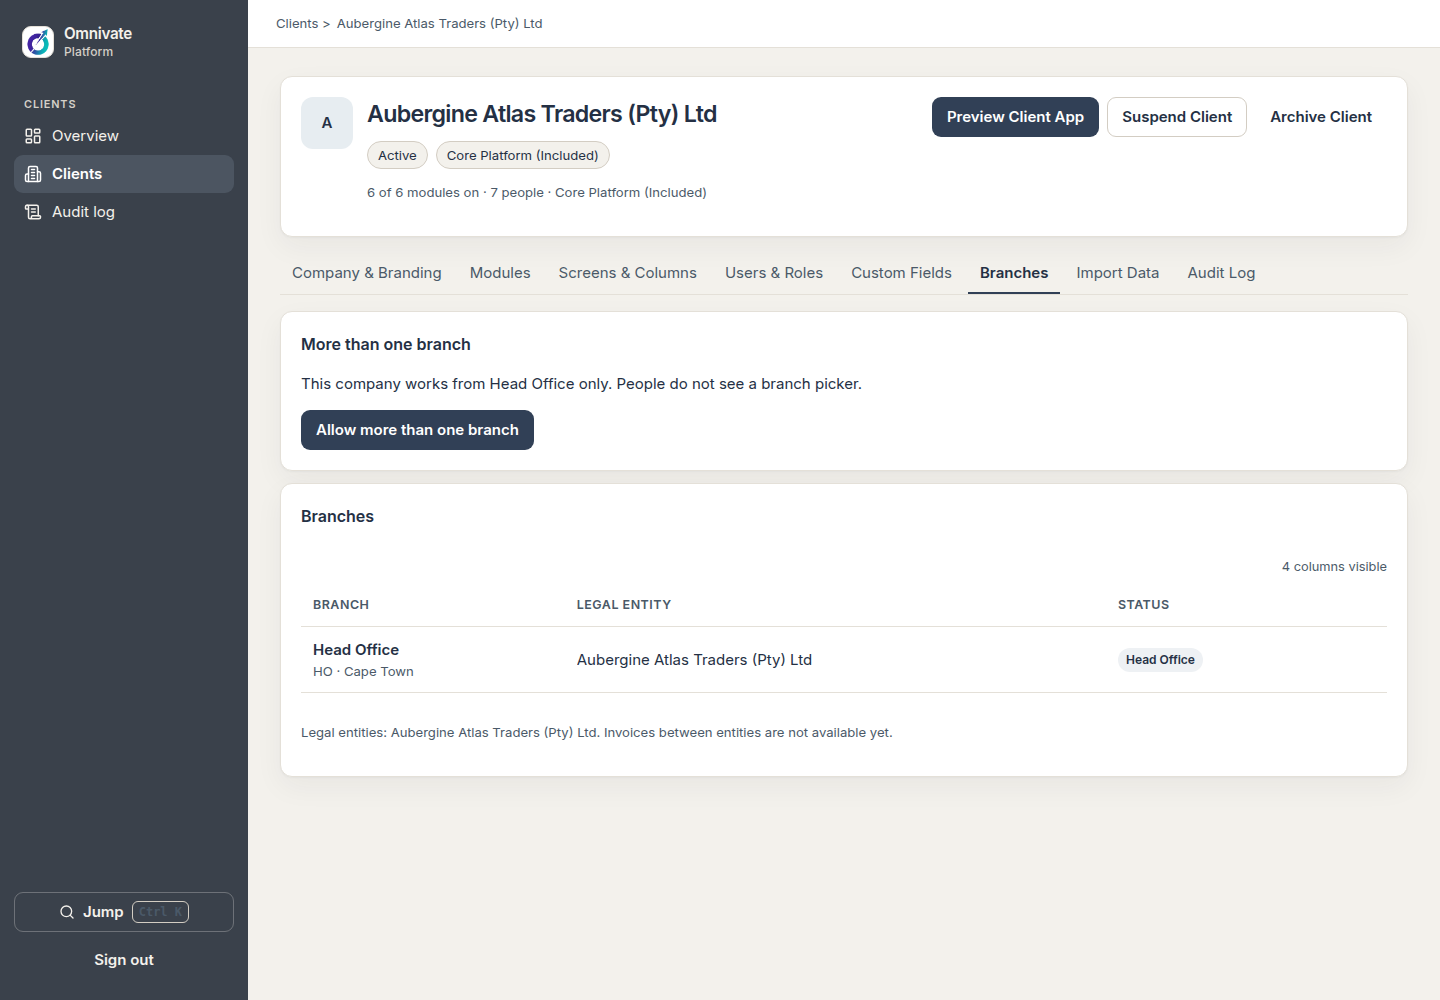 Omnivate
Platform
CLIENTS
Overview
Clients
Audit log
Jump Ctrl K
Sign out
Clients > Aubergine Atlas Traders (Pty) Ltd
A
Aubergine Atlas Traders (Pty) Ltd
Active
Core Platform (Included)
6 of 6 modules on · 7 people · Core Platform (Included)
Preview Client App
Suspend Client
Archive Client
Company & Branding
Modules
Screens & Columns
Users & Roles
Custom Fields
Branches
Import Data
Audit Log
More than one branch
This company works from Head Office only. People do not see a branch picker.
Allow more than one branch
Branches
4 columns visible
BRANCH
LEGAL ENTITY
STATUS
Head Office
HO · Cape Town
Aubergine Atlas Traders (Pty) Ltd
Head Office
Legal entities: Aubergine Atlas Traders (Pty) Ltd. Invoices between entities are not available yet.